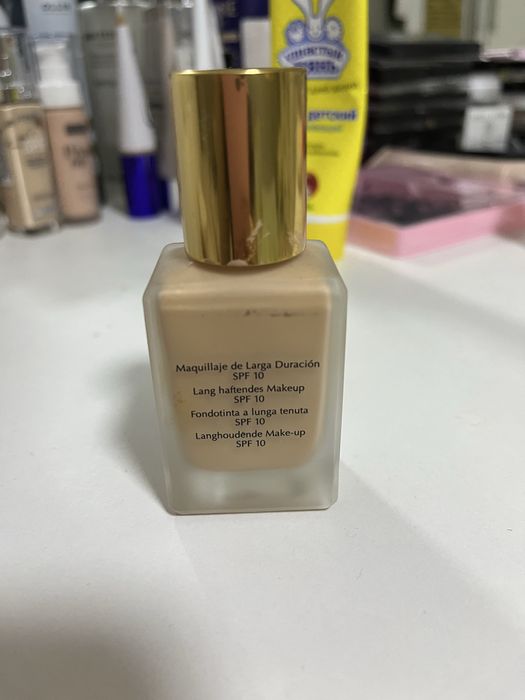 Maquillaje de Larga Duración
SPF 10
Lang haftendes Makeup
SPF 10
Fondotinta a lunga tenuta
SPF 10
Langhoudende Make-up
SPF 10